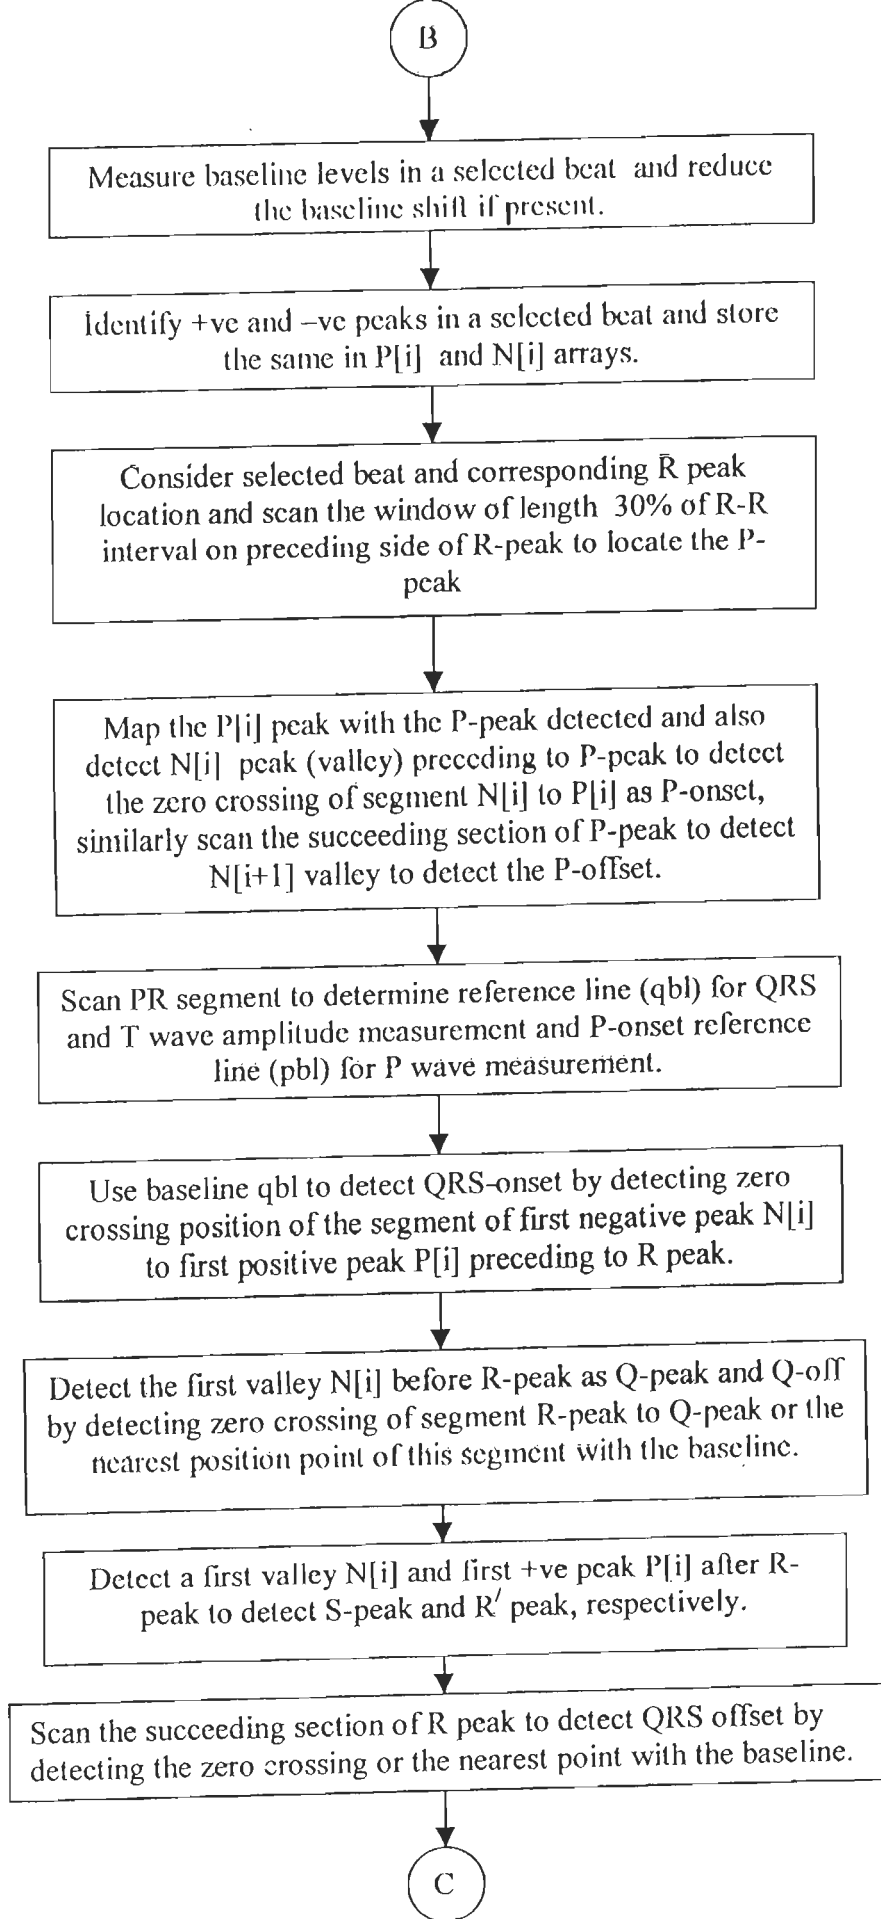 B
Measure baseline levels in a selected beat and reduce
the baseline shift if present.
Identify +ve and –ve peaks in a selected beat and store
the same in P[i] and N[i] arrays.
Consider selected beat and corresponding R peak
location and scan the window of length 30% of R-R
interval on preceding side of R-peak to locate the P-
peak
Map the P[i] peak with the P-peak detected and also
detect N[i] peak (valley) preceding to P-peak to detect
the zero crossing of segment N[i] to P[i] as P-onset,
similarly scan the succeeding section of P-peak to detect
N[i+1] valley to detect the P-offset.
Scan PR segment to determine reference line (qbl) for QRS
and T wave amplitude measurement and P-onset reference
line (pbl) for P wave measurement.
Use baseline qbl to detect QRS-onset by detecting zero
crossing position of the segment of first negative peak N[i]
to first positive peak P[i] preceding to R peak.
Detect the first valley N[i] before R-peak as Q-peak and Q-off
by detecting zero crossing of segment R-peak to Q-peak or the
nearest position point of this segment with the baseline.
Detect a first valley N[i] and first +ve peak P[i] after R-
peak to detect S-peak and R′ peak, respectively.
Scan the succeeding section of R peak to detect QRS offset by
detecting the zero crossing or the nearest point with the baseline.
C